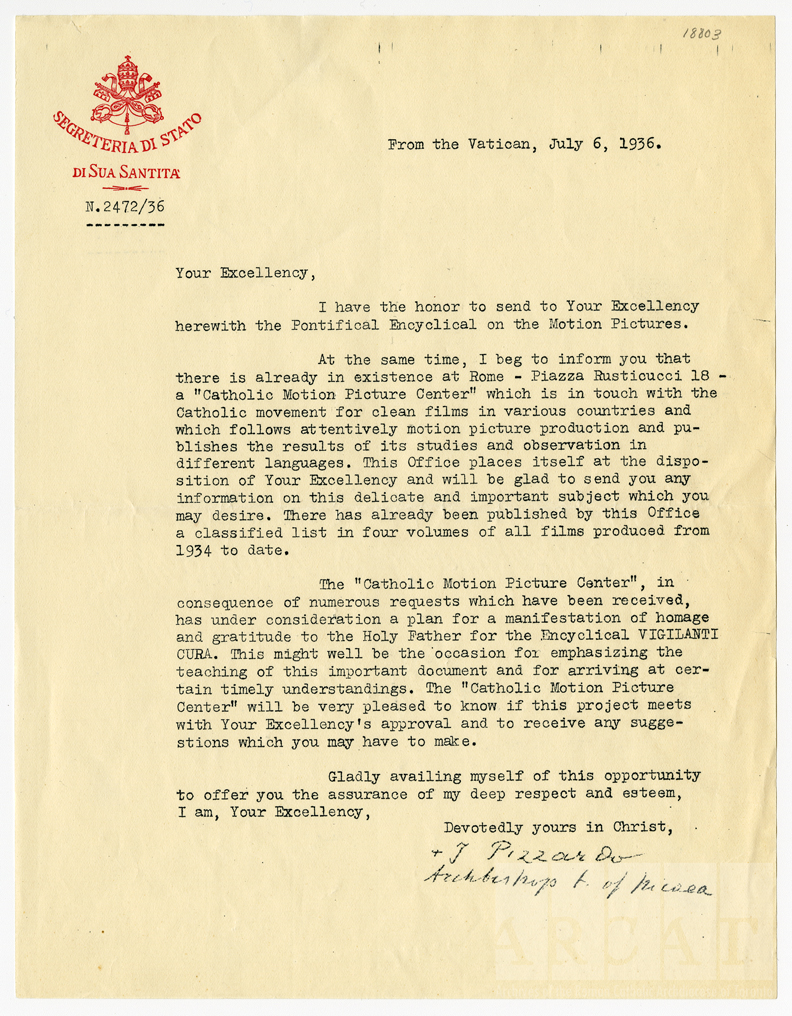 18803
SEGRETERIA DI STATO
DI SUA SANTITÀ
From the Vatican, July 6, 1936.
N.2472/36
Your Excellency,
I have the honor to send to Your Excellency
herewith the Pontifical Encyclical on the Motion Pictures.
At the same time, I beg to inform you that
there is already in existence at Rome - Piazza Rusticucci 18 -
a "Catholic Motion Picture Center" which is in touch with the
Catholic movement for clean films in various countries and
which follows attentively motion picture production and pu-
blishes the results of its studies and observation in
different languages. This Office places itself at the dispo-
sition of Your Excellency and will be glad to send you any
information on this delicate and important subject which you
may desire. There has already been published by this Office
a classified list in four volumes of all films produced from
1934 to date.
The "Catholic Motion Picture Center", in
consequence of numerous requests which have been received,
has under consideration a plan for a manifestation of homage
and gratitude to the Holy Father for the Encyclical VIGILANTI
CURA. This might well be the occasion for emphasizing the
teaching of this important document and for arriving at cer-
tain timely understandings. The "Catholic Motion Picture
Center" will be very pleased to know if this project meets
with Your Excellency's approval and to receive any sugge-
stions which you may have to make.
Gladly availing myself of this opportunity
to offer you the assurance of my deep respect and esteem,
I am, Your Excellency,
Devotedly yours in Christ,
+ J Pizzardo
Archbishop t. of Nicaea
ARCAT